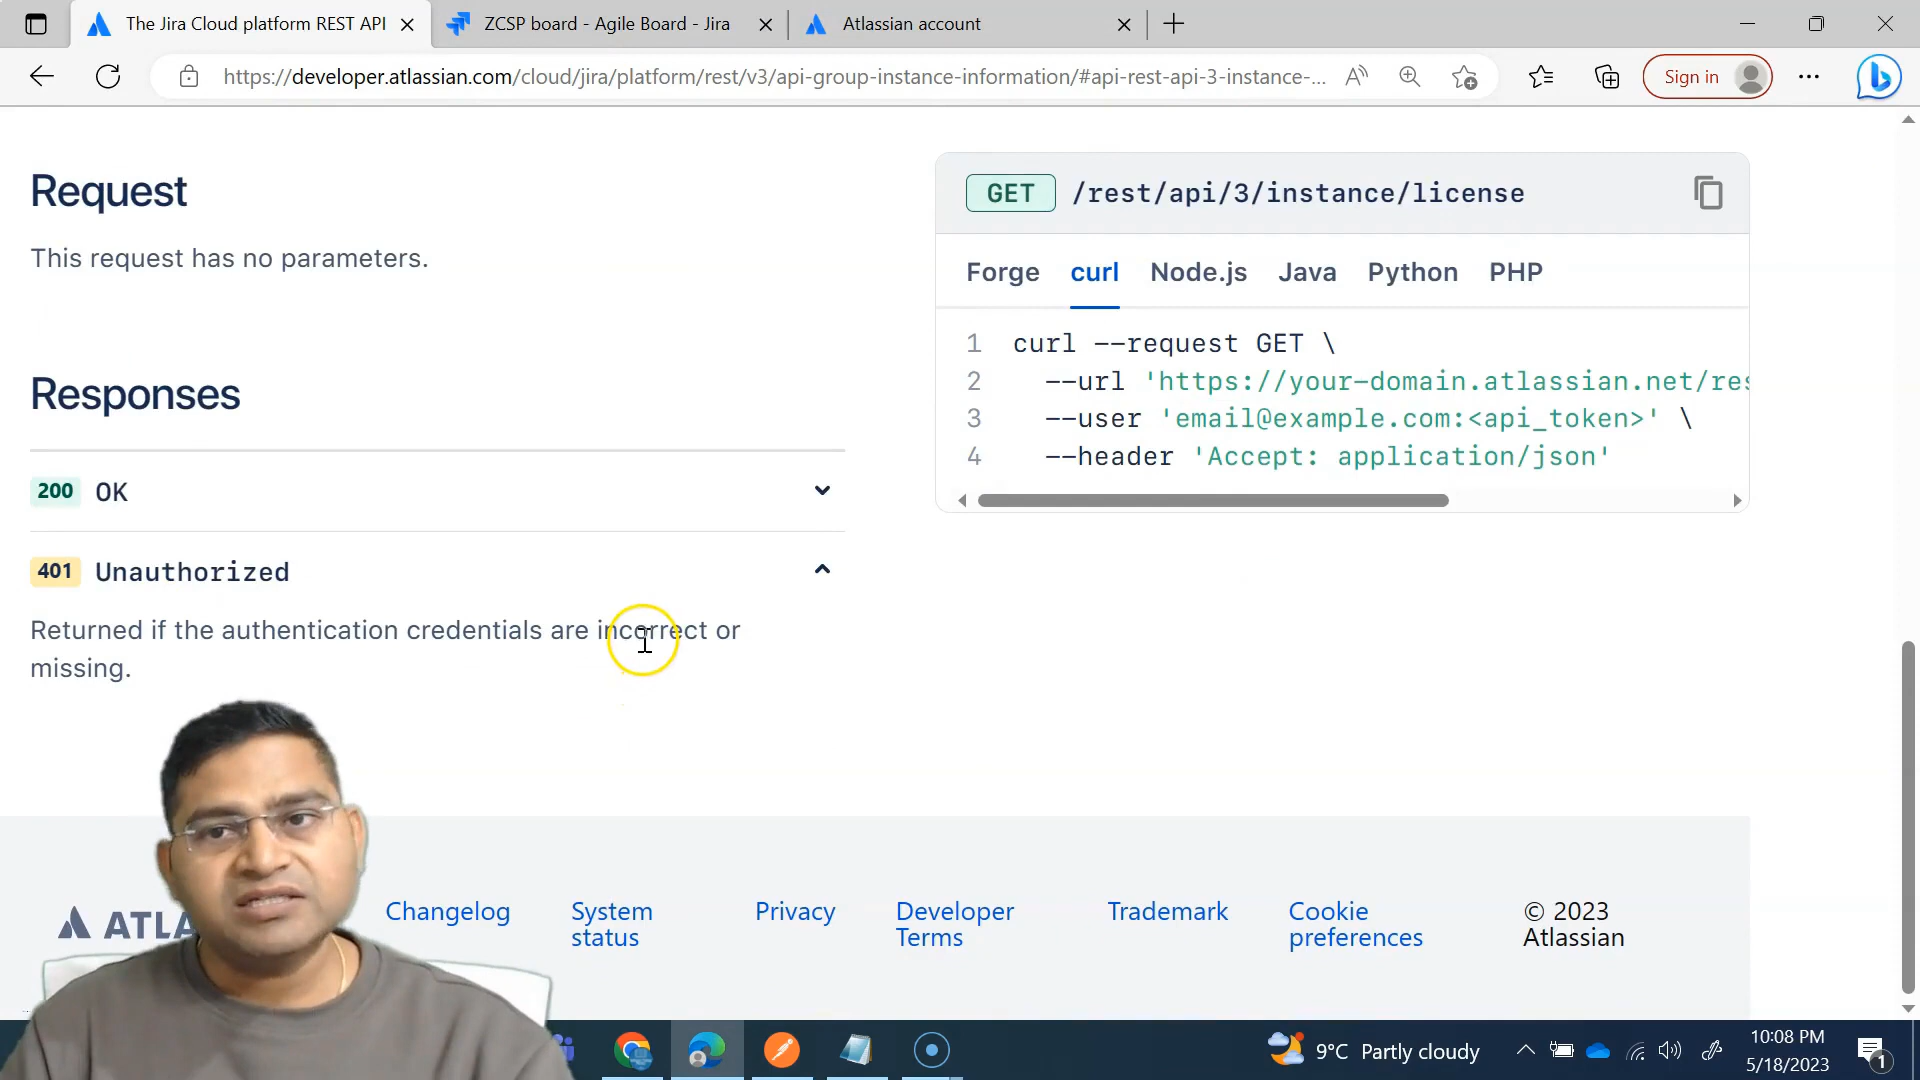 The Jira Cloud platform REST API
ZCSP board - Agile Board - Jira
Atlassian account
https://developer.atlassian.com/cloud/jira/platform/rest/v3/api-group-instance-information/#api-rest-api-3-instance-...
Sign in
Request
This request has no parameters.
Responses
200 OK
401 Unauthorized
Returned if the authentication credentials are incorrect or
missing.
GET /rest/api/3/instance/license
Forge curl Node.js Java Python PHP
1 curl --request GET \
2 --url 'https://your-domain.atlassian.net/res
3 --user 'email@example.com:<api_token>' \
4 --header 'Accept: application/json'
ATLA
Changelog
System
status
Privacy
Developer
Terms
Trademark
Cookie
preferences
© 2023
Atlassian
9°C Partly cloudy
10:08 PM
5/18/2023
1